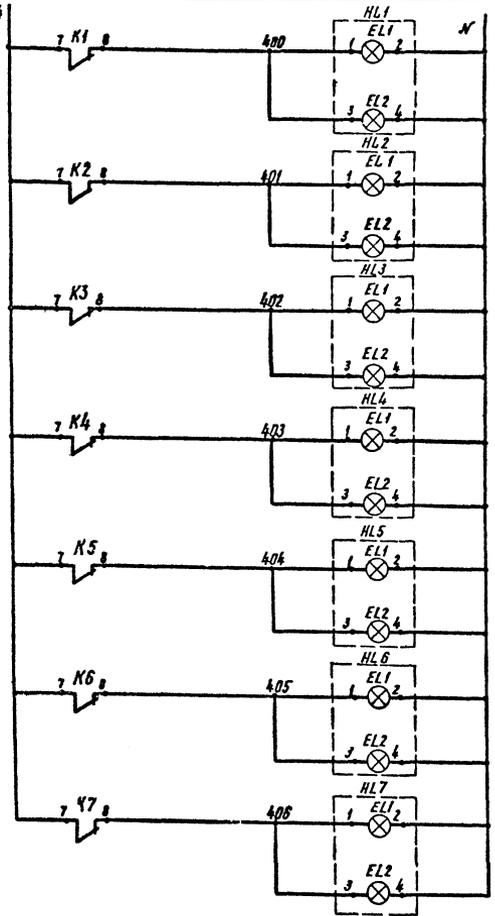 HL1
N
K1 EL1
7 8 400 1 2
EL2
3 4
HL2
K2 EL1
7 8 401 1 2
EL2
3 4
HL3
K3 EL1
7 8 402 1 2
EL2
3 4
HL4
K4 EL1
7 8 403 1 2
EL2
3 4
HL5
K5 EL1
7 8 404 1 2
EL2
3 4
HL6
K6 EL1
7 8 405 1 2
EL2
3 4
HL7
Ч7 EL1
7 8 406 1 2
EL2
3 4